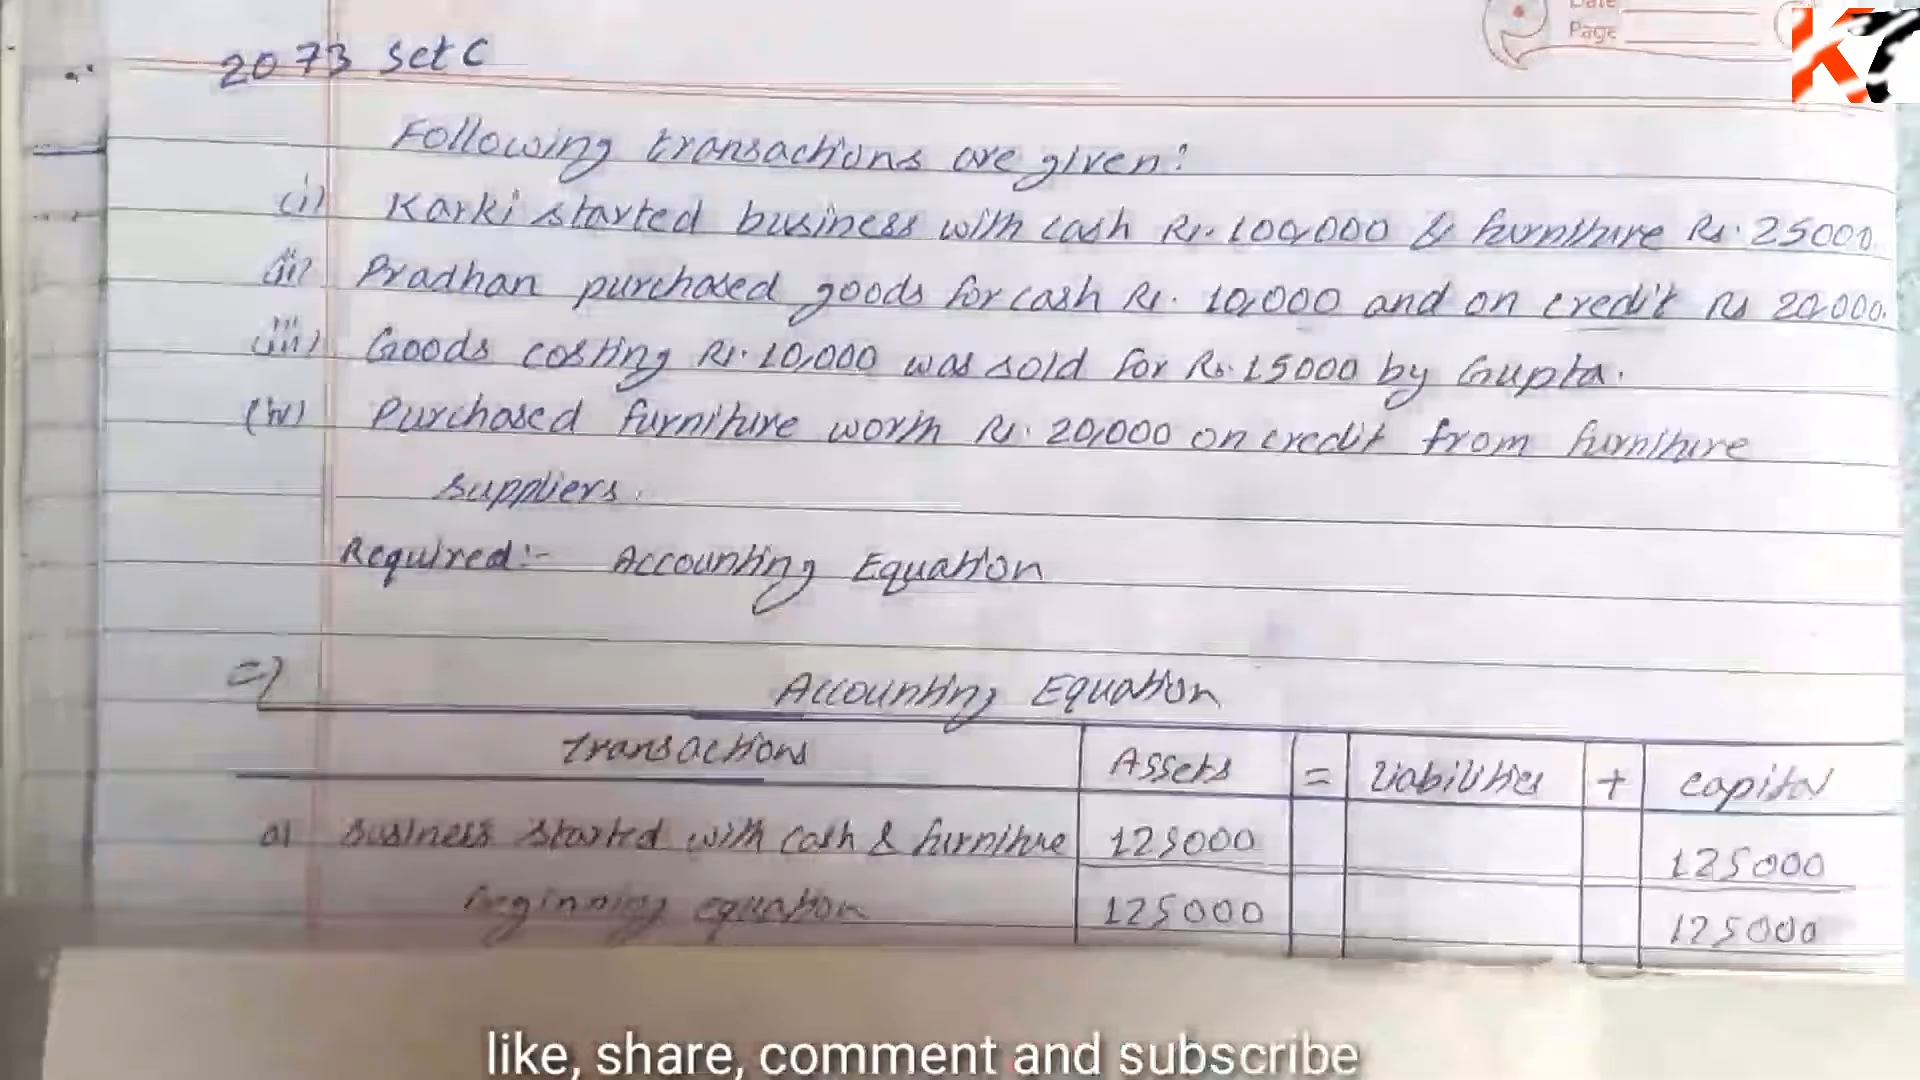 Date
Page
2073 set C
K
Following transactions are given:
(i) Karki started business with cash Rs. 100,000 & furniture Rs. 25000.
(ii) Pradhan purchased goods for cash Rs. 10,000 and on credit Rs 20,000.
(iii) Goods costing Rs. 10,000 was sold for Rs. 15000 by Gupta.
(iv) Purchased furniture worth Rs. 20,000 on credit from furniture
suppliers.
Required:- Accounting Equation
=) Accounting Equation
Transactions Assets = Liabilities + capital
a) Business started with cash & furniture 125000 125000
Beginning equation 125000 125000
like, share, comment and subscribe